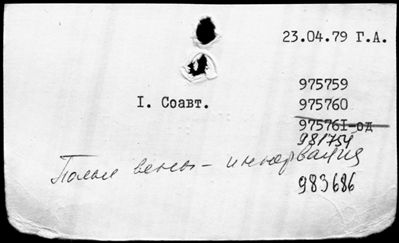 23.04.79 Г.А.
975759
I. Соавт.
975760
975761-од
981754
Полые вены - иннервация
983686